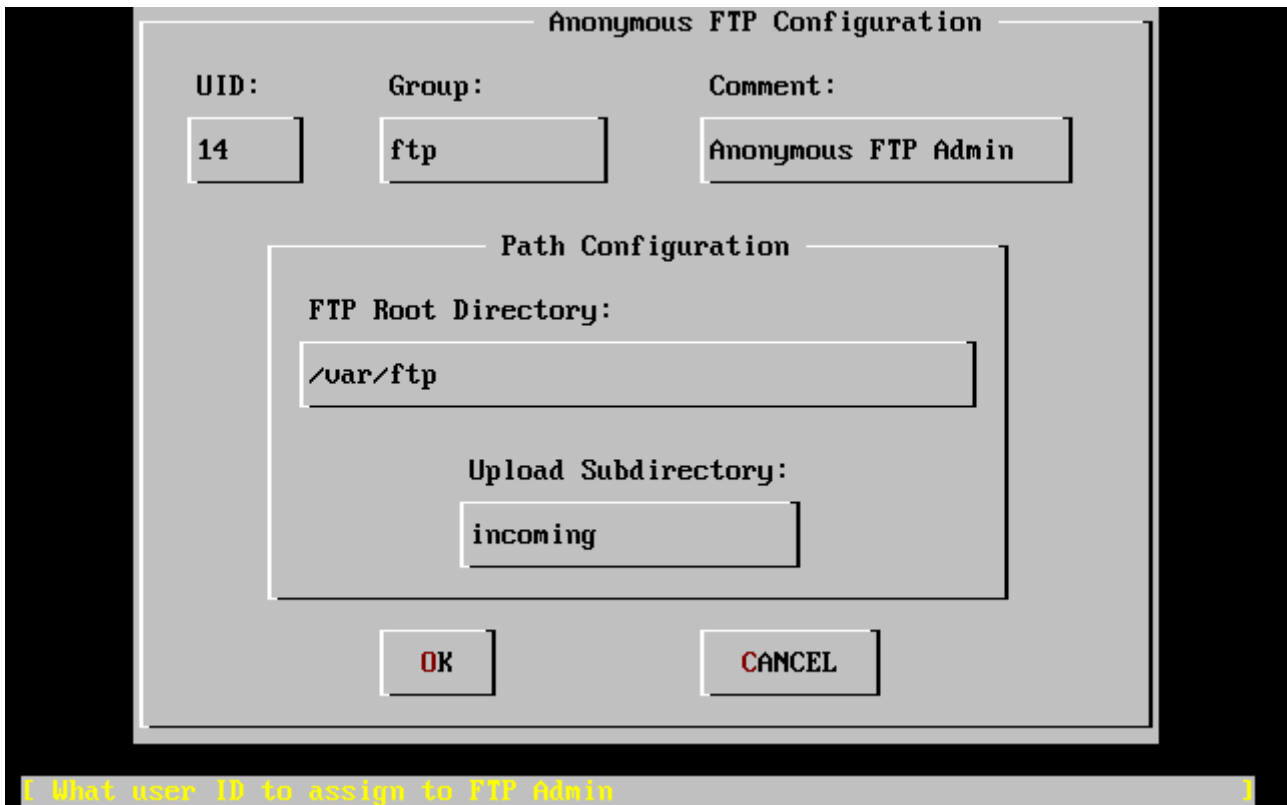 Anonymous FTP Configuration
UID: Group: Comment:
14 ftp Anonymous FTP Admin
Path Configuration
FTP Root Directory:
/var/ftp
Upload Subdirectory:
incoming
OK CANCEL
[ What user ID to assign to FTP Admin ]